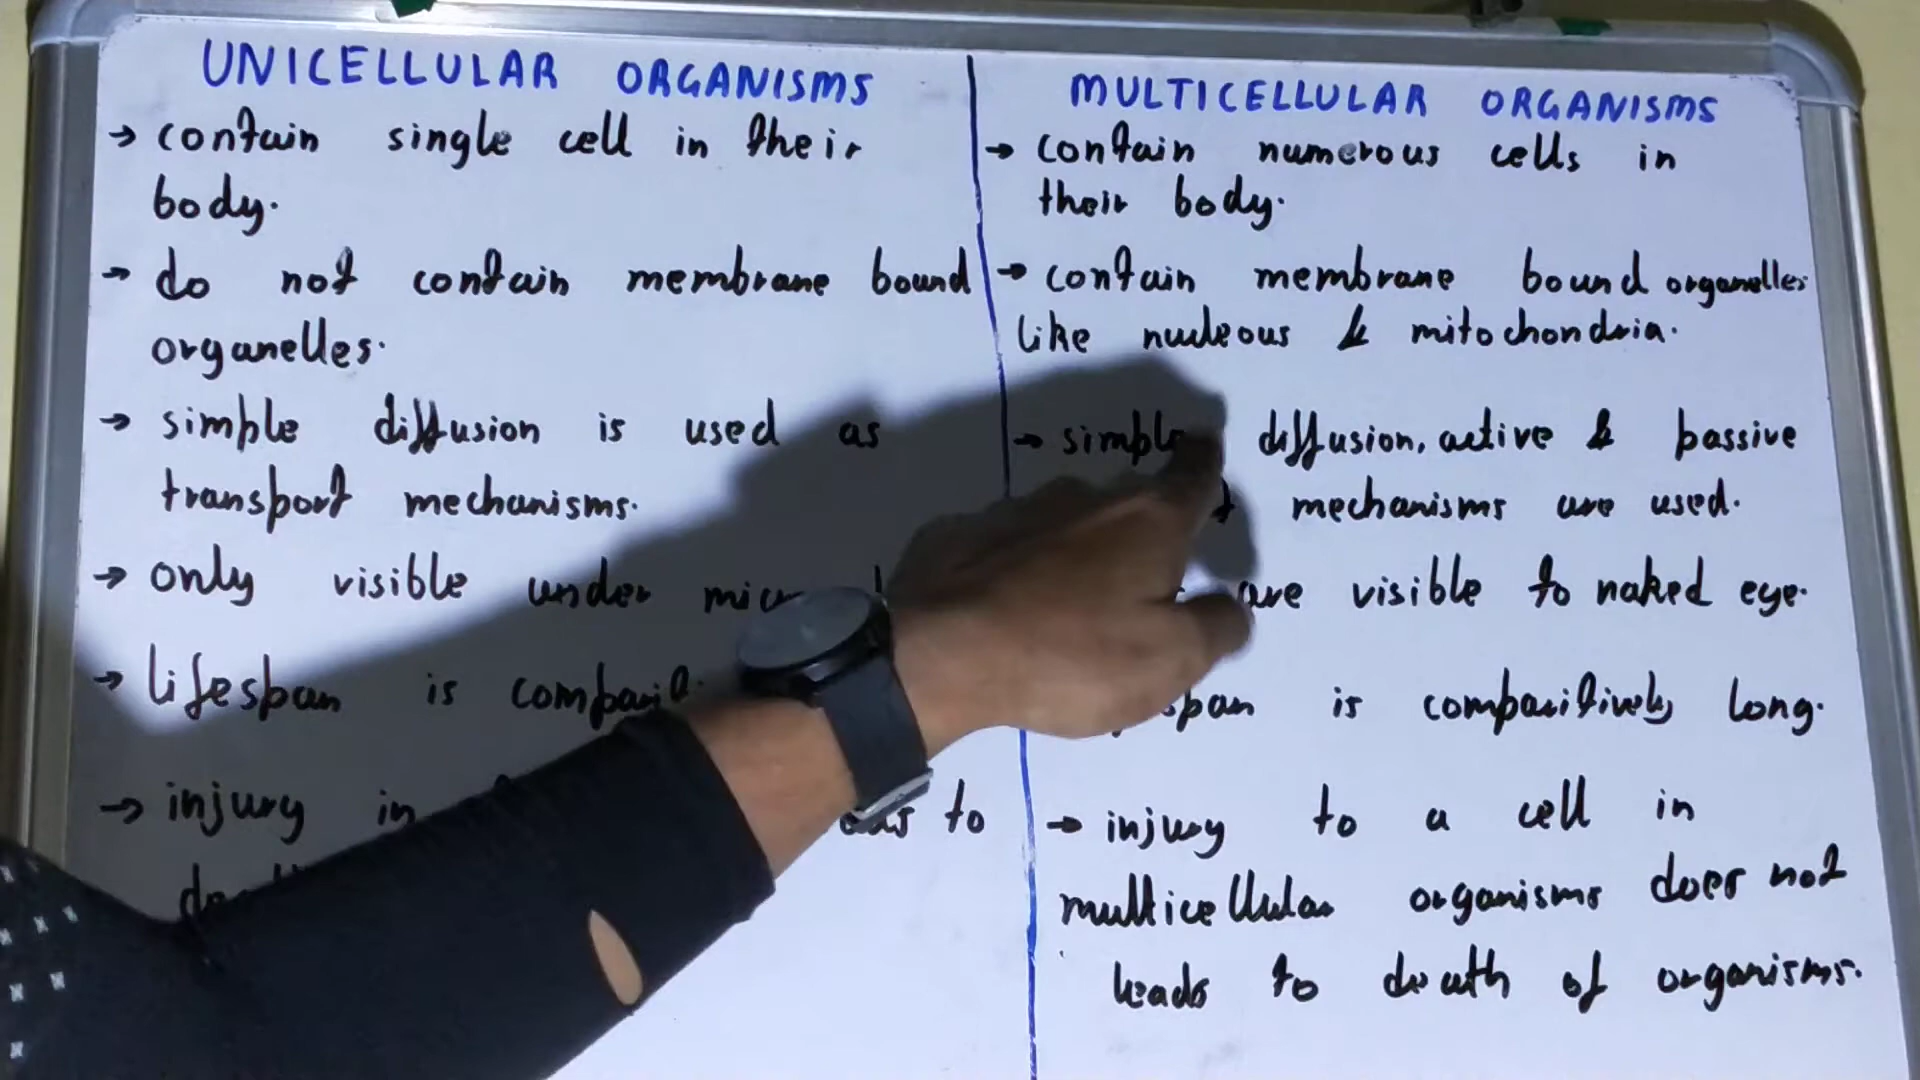 UNICELLULAR ORGANISMS
→ contain single cell in their
body.
→ do not contain membrane bound
organelles.
→ simple diffusion is used as
transport mechanisms.
→ only visible under
→ lifespan is
→ injury in to
MULTICELLULAR ORGANISMS
→ contain numerous cells in
their body.
→ contain membrane bound organelles
like nucleous & mitochondria.
→ simple diffusion, active & passive
mechanisms are used.
are visible to naked eye.
is comparitively long.
→ injury to a cell in
multicellular organisms does not
leads to death of organisms.